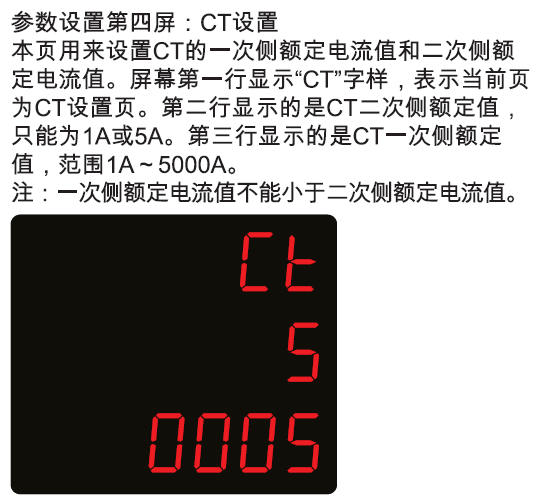 参数设置第四屏：CT设置
本页用来设置CT的一次侧额定电流值和二次侧额
定电流值。屏幕第一行显示“CT”字样，表示当前页
为CT设置页。第二行显示的是CT二次侧额定值，
只能为1A或5A。第三行显示的是CT一次侧额定
值，范围1A～5000A。
注：一次侧额定电流值不能小于二次侧额定电流值。
Ct
5
0005